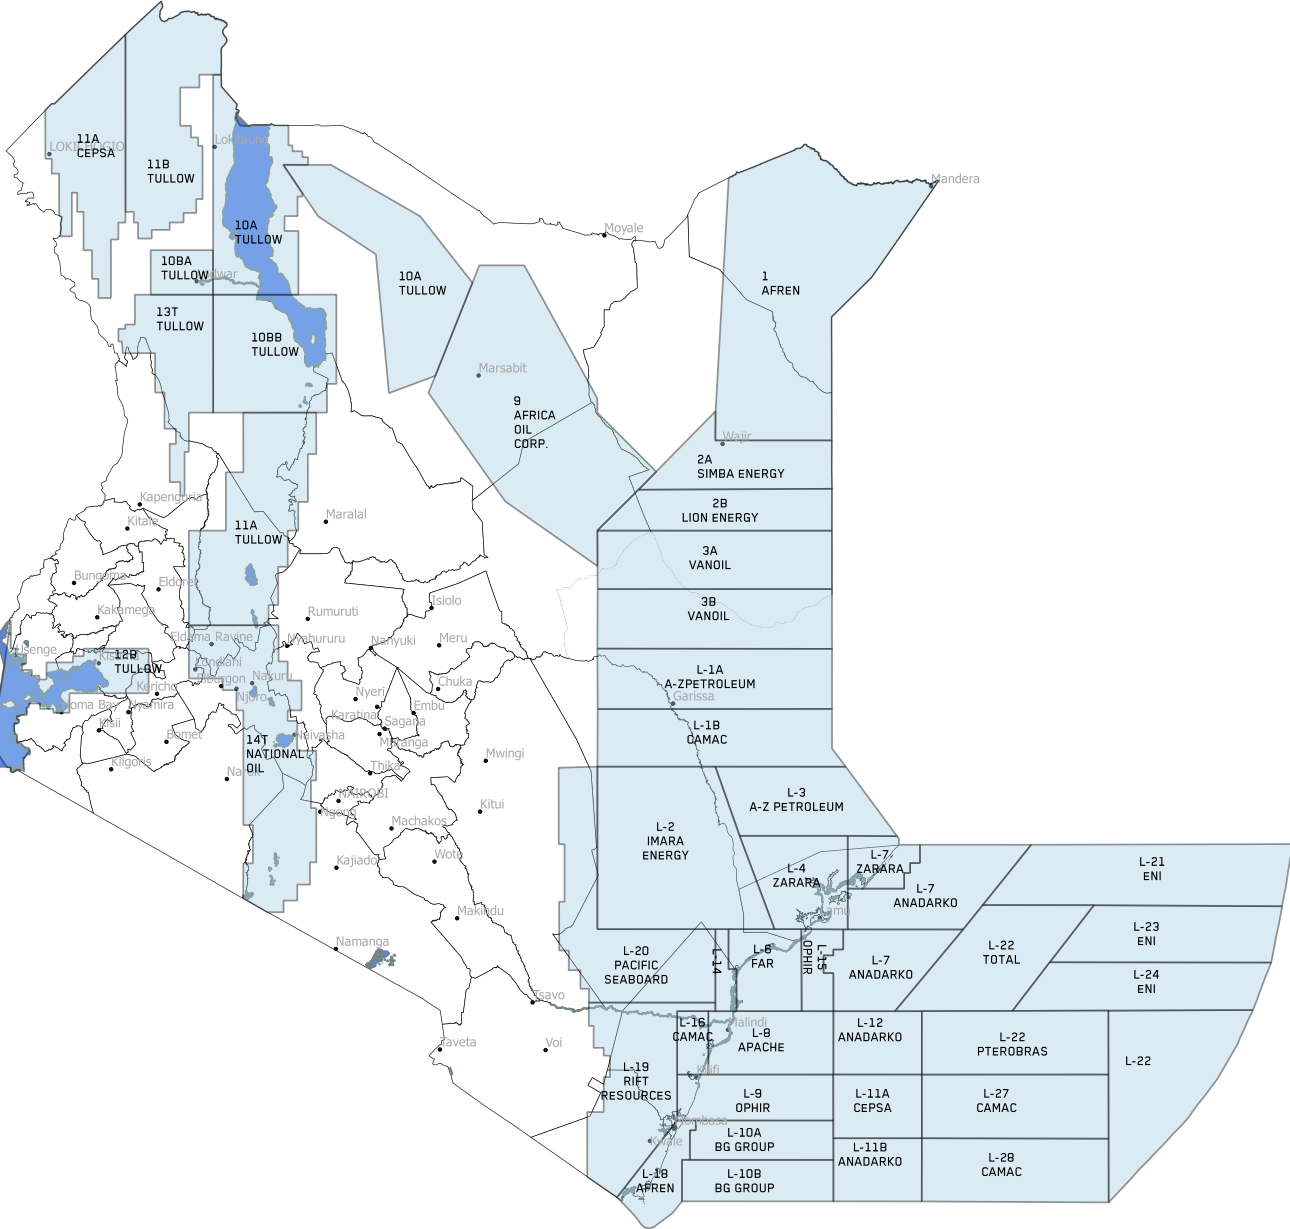 Mandera
LOKICHOGIO
11A
CEPSA
Lokitaung
11B
TULLOW
10A
TULLOW
Moyale
10BA
TULLOW
10A
TULLOW
1
AFREN
13T
TULLOW
10BB
TULLOW
Marsabit
9
AFRICA
OIL
CORP.
Wajir
2A
SIMBA ENERGY
Kapenguria
2B
LION ENERGY
Kitale
Maralal
11A
TULLOW
3A
VANOIL
Bungoma
Eldoret
Kakamega
Rumuruti
Isiolo
3B
VANOIL
Eldama Ravine
Nyahururu
Nanyuki
Meru
Usenge
12B
TULLOW
Londiani
L-1A
A-ZPETROLEUM
Garissa
Kericho
Nakuru
Njoro
Nyeri
Chuka
Homa Bay
Nyamira
Karatina
Embu
Kisii
Sagana
L-1B
CAMAC
Bomet
14T
NATIONAL
OIL
Naivasha
Muranga
Mwingi
Kilgoris
Narok
Thika
NAIROBI
Ngong
Kitui
L-3
A-Z PETROLEUM
Machakos
L-2
IMARA
ENERGY
Kajiado
Wote
L-4
ZARARA
L-7
ZARARA
L-21
ENI
L-7
ANADARKO
Makindu
Lamu
Namanga
L-20
PACIFIC
SEABOARD
L-14
L-6
FAR
L-15
OPHIR
L-7
ANADARKO
L-22
TOTAL
L-23
ENI
L-24
ENI
Tsavo
Taveta
Voi
L-16
CAMAC
Malindi
L-8
APACHE
L-12
ANADARKO
L-22
PTEROBRAS
L-22
L-19
RIFT
RESOURCES
Kilifi
L-9
OPHIR
L-11A
CEPSA
L-27
CAMAC
Mombasa
Kwale
L-10A
BG GROUP
L-11B
ANADARKO
L-28
CAMAC
L-18
AFREN
L-10B
BG GROUP